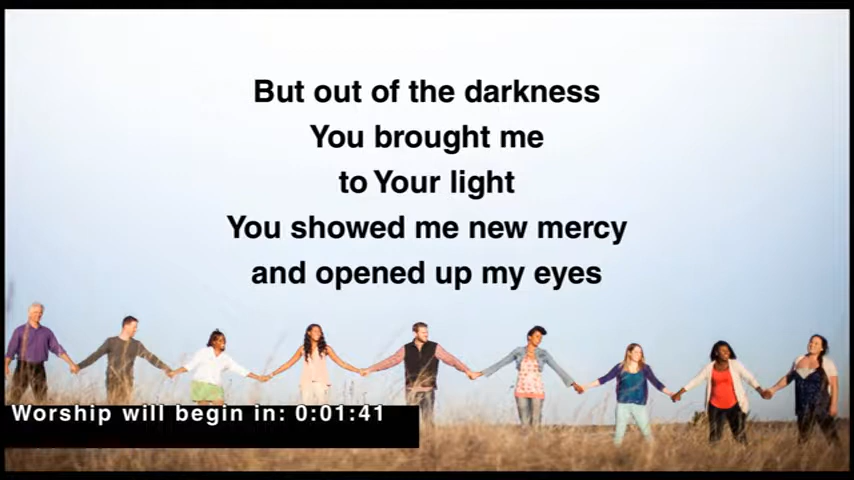 But out of the darkness
You brought me
to Your light
You showed me new mercy
and opened up my eyes
Worship will begin in: 0:01:41